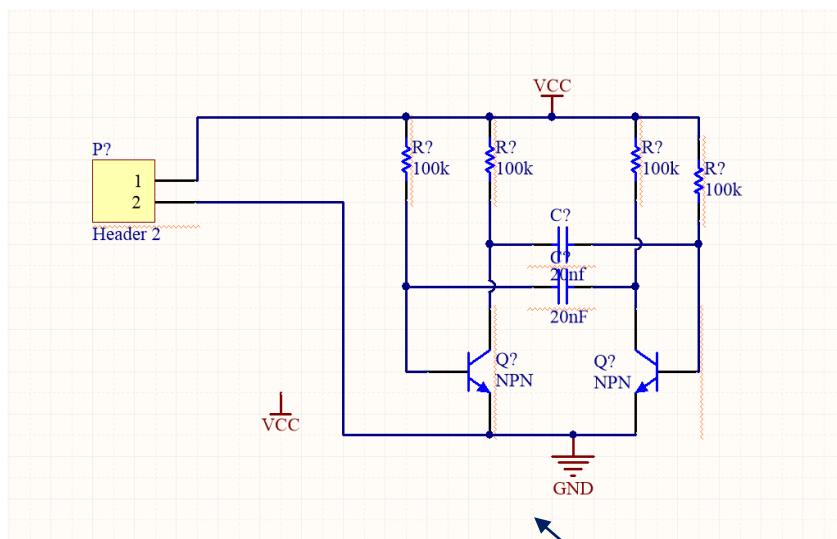 VCC
P?
1
2
Header 2
R?
100k
R?
100k
R?
100k
R?
100k
C?
C?
20nf
20nF
Q?
NPN
Q?
NPN
VCC
GND